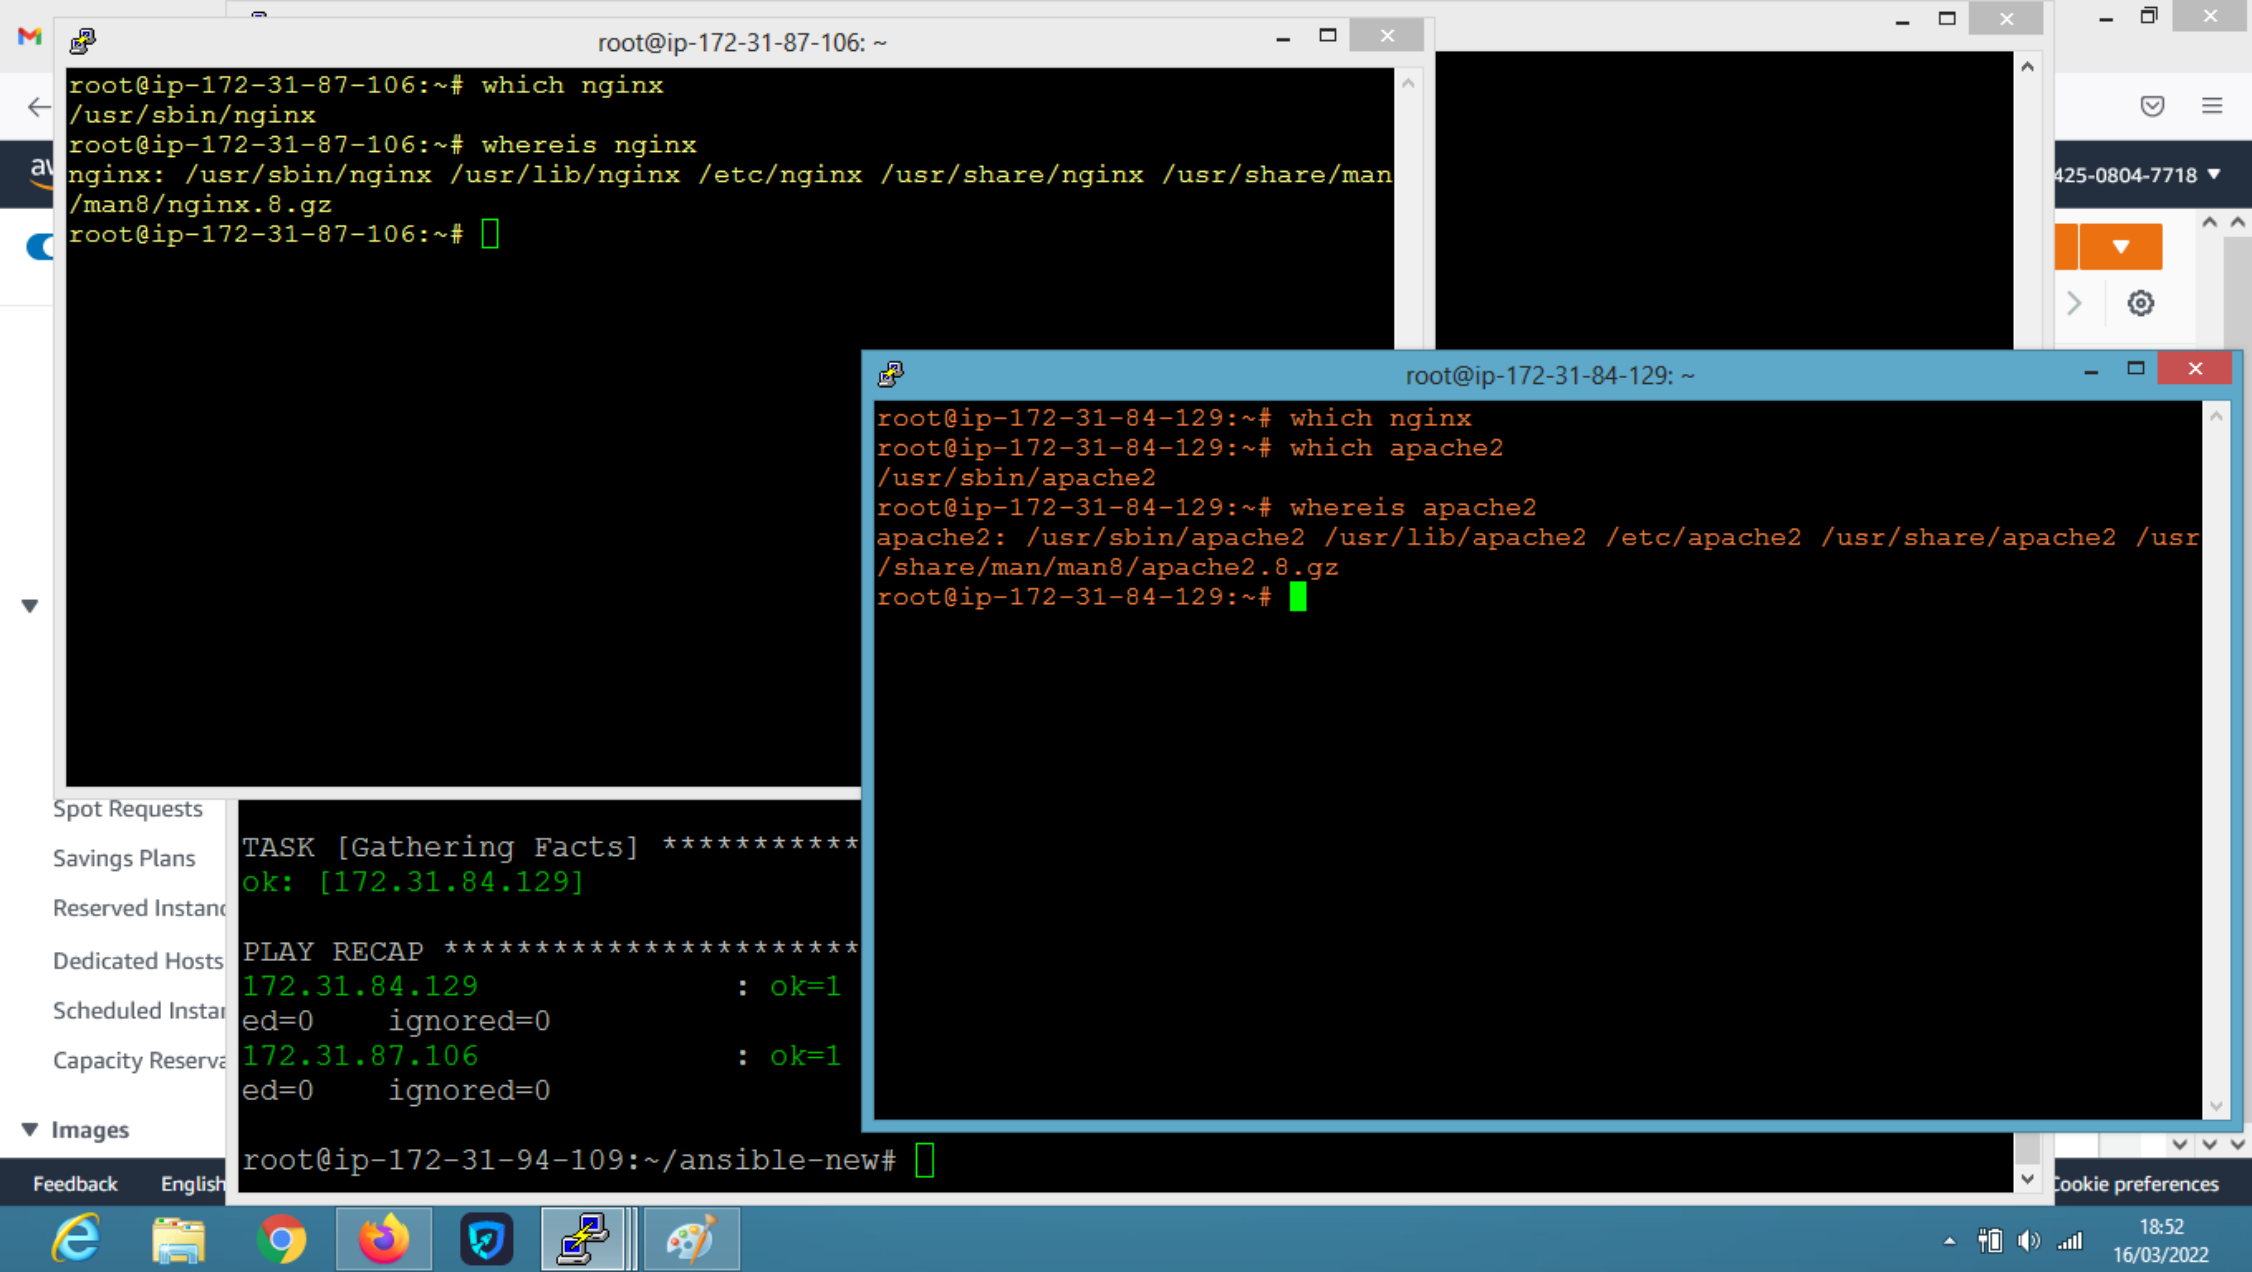 root@ip-172-31-87-106: ~
root@ip-172-31-87-106:~# which nginx
/usr/sbin/nginx
root@ip-172-31-87-106:~# whereis nginx
nginx: /usr/sbin/nginx /usr/lib/nginx /etc/nginx /usr/share/nginx /usr/share/man
/man8/nginx.8.gz
root@ip-172-31-87-106:~#
425-0804-7718
root@ip-172-31-84-129: ~
root@ip-172-31-84-129:~# which nginx
root@ip-172-31-84-129:~# which apache2
/usr/sbin/apache2
root@ip-172-31-84-129:~# whereis apache2
apache2: /usr/sbin/apache2 /usr/lib/apache2 /etc/apache2 /usr/share/apache2 /usr
/share/man/man8/apache2.8.gz
root@ip-172-31-84-129:~#
Spot Requests
Savings Plans
Reserved Instanc
Dedicated Hosts
Scheduled Instan
Capacity Reserva
Images
TASK [Gathering Facts] ***********
ok: [172.31.84.129]
PLAY RECAP ***********************
172.31.84.129 : ok=1
ed=0 ignored=0
172.31.87.106 : ok=1
ed=0 ignored=0
root@ip-172-31-94-109:~/ansible-new#
Feedback English
Cookie preferences
18:52
16/03/2022